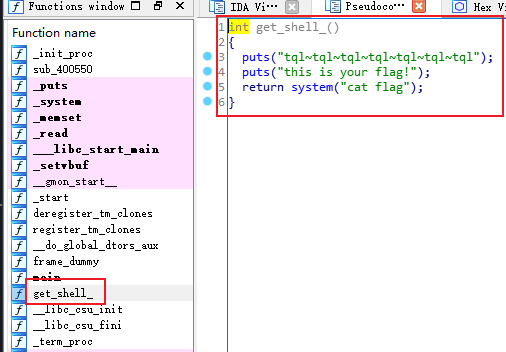 Functions window
Function name
_init_proc
sub_400550
_puts
_system
_memset
_read
___libc_start_main
_setvbuf
__gmon_start__
_start
deregister_tm_clones
register_tm_clones
__do_global_dtors_aux
frame_dummy
main
get_shell_
__libc_csu_init
__libc_csu_fini
_term_proc
IDA Vi···
Pseudoco···
Hex Vi
1 int get_shell_()
2 {
3 puts("tql~tql~tql~tql~tql~tql~tql");
4 puts("this is your flag!");
5 return system("cat flag");
6 }